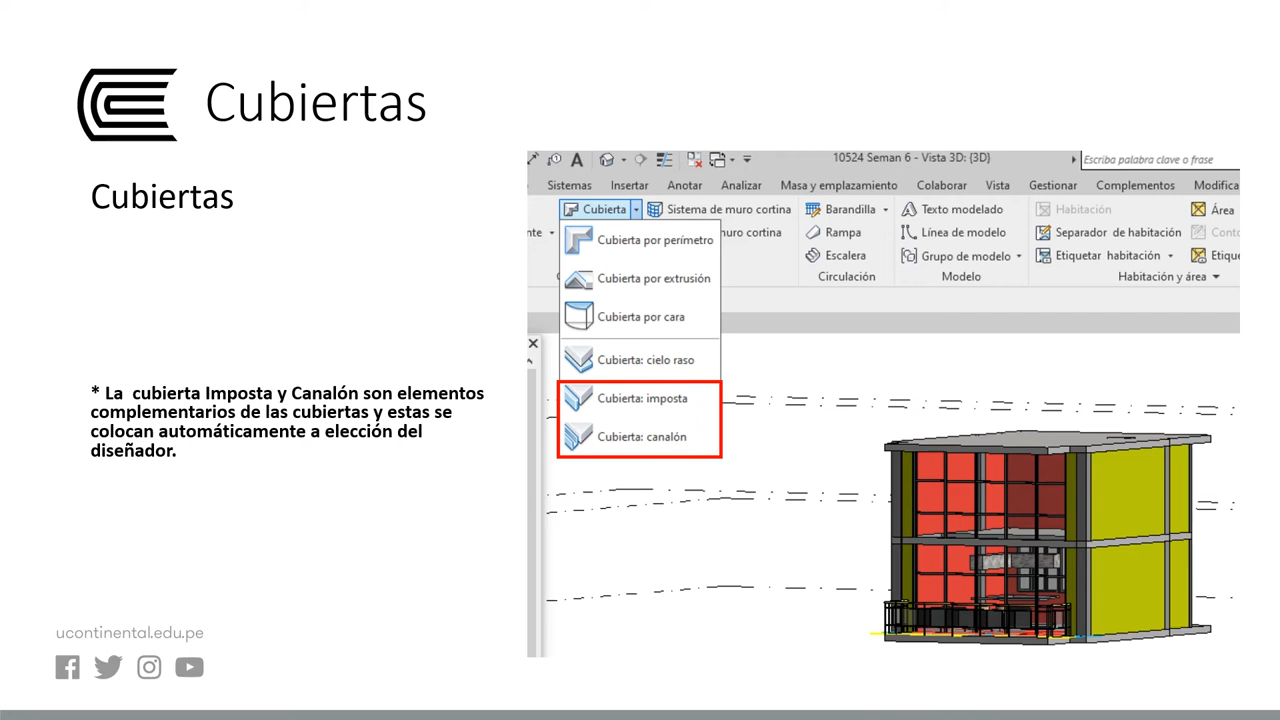 Cubiertas
Cubiertas
* La cubierta Imposta y Canalón son elementos
complementarios de las cubiertas y estas se
colocan automáticamente a elección del
diseñador.
ucontinental.edu.pe
A
10524 Seman 6 - Vista 3D: {3D}
Escriba palabra clave o frase
Sistemas Insertar Anotar Analizar Masa y emplazamiento Colaborar Vista Gestionar Complementos Modifica
Cubierta Sistema de muro cortina Barandilla Texto modelado Habitación Área
nte muro cortina Rampa Línea de modelo Separador de habitación Conto
Escalera Grupo de modelo Etiquetar habitación Etique
Circulación Modelo Habitación y área
Cubierta por perímetro
Cubierta por extrusión
Cubierta por cara
Cubierta: cielo raso
Cubierta: imposta
Cubierta: canalón